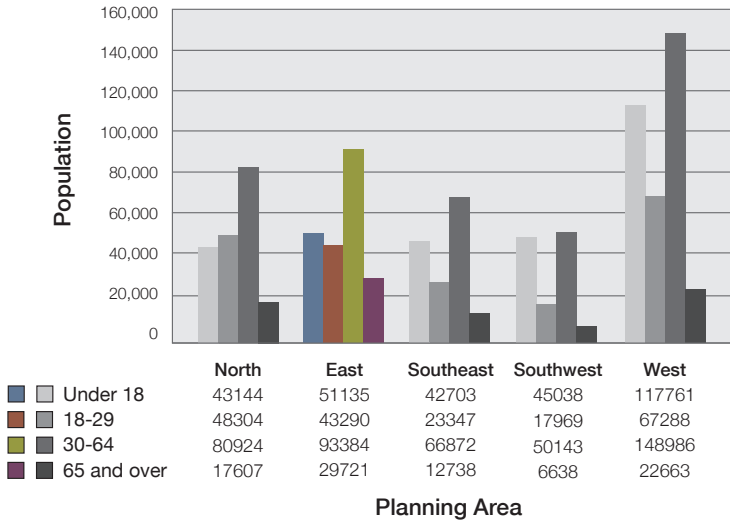 160,000
140,000
120,000
100,000
80,000
60,000
40,000
20,000
0
Population
North East Southeast Southwest West
Under 18 43144 51135 42703 45038 117761
18-29 48304 43290 23347 17969 67288
30-64 80924 93384 66872 50143 148986
65 and over 17607 29721 12738 6638 22663
Planning Area